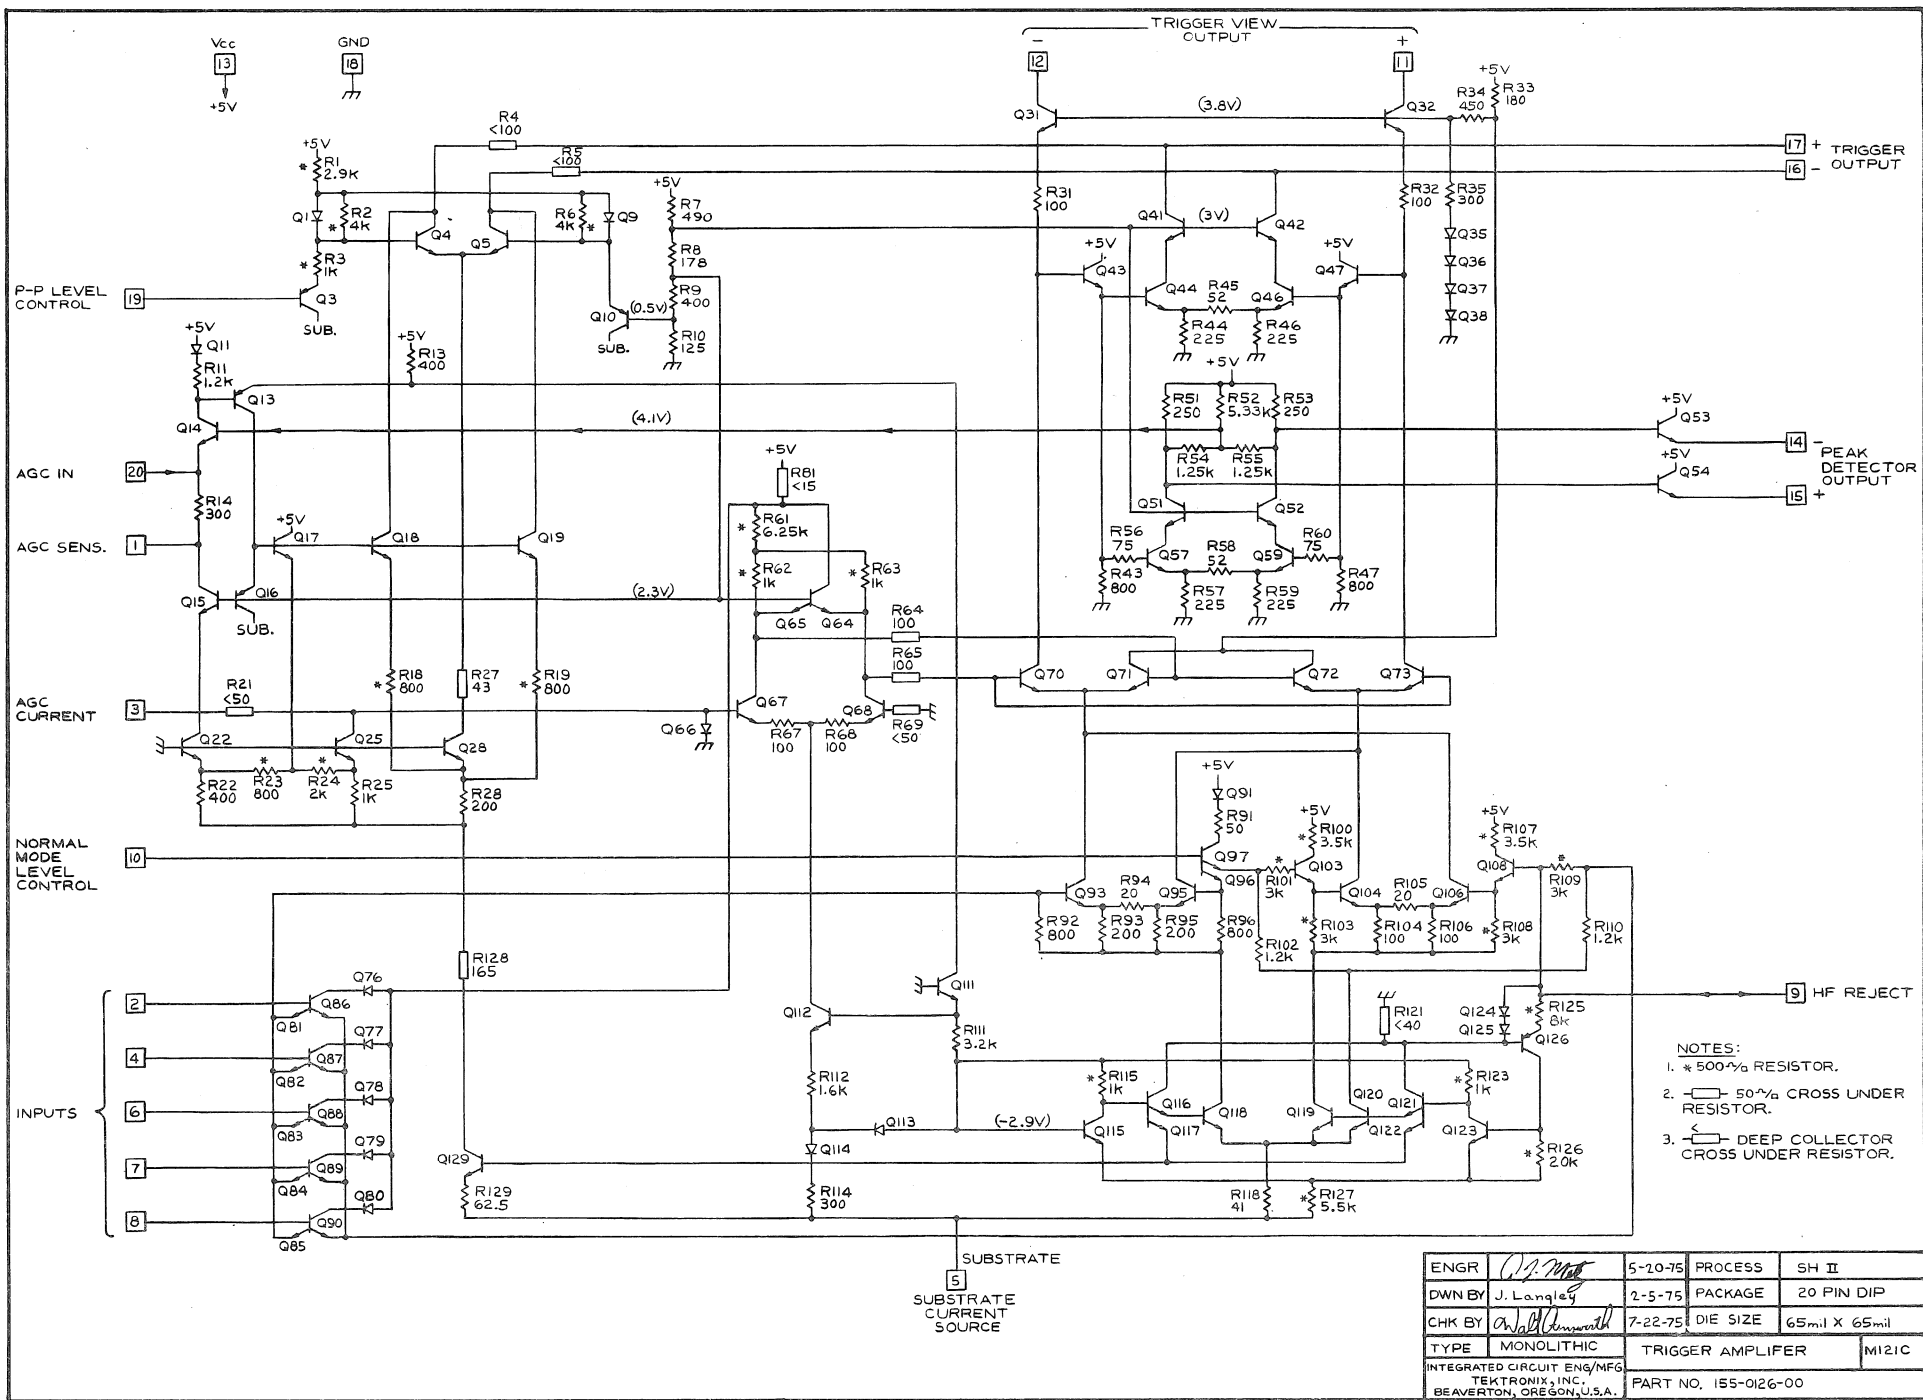 TRIGGER VIEW
OUTPUT
-
+
12
11
Vcc
13
+5V
GND
18
+5V
R33
180
R34
450
Q31
(3.8V)
Q32
R4
<100
R5
<100
17 + TRIGGER
16 - OUTPUT
+5V
* R1
2.9K
Q1
* R2
4K
R6
4K *
Q9
Q4
Q5
* R3
1K
P-P LEVEL
CONTROL
19
Q3
SUB.
+5V
R7
490
R8
178
R9
400
R10
125
Q10
(0.5V)
SUB.
R31
100
R32
100
R35
300
Q35
Q36
Q37
Q38
Q41
(3V)
Q42
+5V
Q43
+5V
Q47
Q44
R45
52
Q46
R44
225
R46
225
+5V
Q11
R11
1.2K
+5V
R13
400
Q13
Q14
(4.1V)
+5V
R51
250
R52
5.33K
R53
250
R54
1.25K
R55
1.25K
+5V
Q53
14 -
+5V
Q54
15 +
PEAK
DETECTOR
OUTPUT
AGC IN
20
R14
300
AGC SENS.
1
+5V
Q17
Q18
Q19
+5V
R81
<15
* R61
6.25K
* R62
1K
* R63
1K
Q51
Q52
R56
75
Q57
R58
52
Q59
R60
75
R43
800
R57
225
R59
225
R47
800
Q15
Q16
SUB.
(2.3V)
Q65
Q64
R64
100
R65
100
Q70
Q71
Q72
Q73
* R18
800
R27
43
* R19
800
AGC
CURRENT
3
R21
<50
Q66
Q67
Q68
R67
100
R68
100
R69
<50
Q22
Q25
Q28
R22
400
*
R23
800
*
R24
2K
R25
1K
R28
200
+5V
Q91
R91
50
Q97
Q96
+5V
* R100
3.5K
+5V
* R107
3.5K
NORMAL
MODE
LEVEL
CONTROL
10
*
R101
3K
Q103
Q108
*
R109
3K
Q93
R94
20
Q95
Q104
R105
20
Q106
R92
800
R93
200
R95
200
R96
800
R102
1.2K
* R103
3K
R104
100
R106
100
* R108
3K
R110
1.2K
R128
165
INPUTS
2
4
6
7
8
Q76
Q86
Q81
Q77
Q87
Q82
Q78
Q88
Q83
Q79
Q89
Q84
Q80
Q90
Q85
Q111
Q112
R111
3.2K
R112
1.6K
Q113
(-2.9V)
Q114
R114
300
Q129
R129
62.5
* R115
1K
Q115
Q116
Q117
Q118
Q119
Q120
Q121
Q122
* R123
1K
Q123
R121
<40
Q124
Q125
* R125
8K
Q126
* R126
20K
R118
41
* R127
5.5K
9 HF REJECT
SUBSTRATE
5
SUBSTRATE
CURRENT
SOURCE
NOTES:
1. * 500Ω/□ RESISTOR.
2. 50Ω/□ CROSS UNDER
RESISTOR.
3. < DEEP COLLECTOR
CROSS UNDER RESISTOR.
ENGR 5-20-75 PROCESS SH II
DWN BY J. Langley 2-5-75 PACKAGE 20 PIN DIP
CHK BY 7-22-75 DIE SIZE 65mil X 65mil
TYPE MONOLITHIC TRIGGER AMPLIFER M121C
INTEGRATED CIRCUIT ENG/MFG
TEKTRONIX, INC.
BEAVERTON, OREGON, U.S.A.
PART NO. 155-0126-00